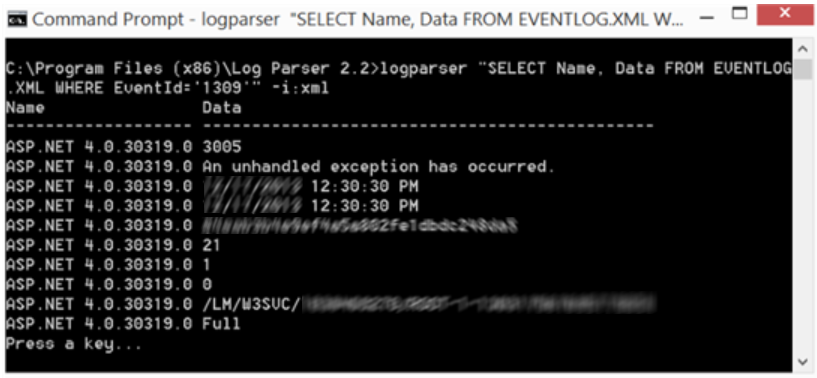 Command Prompt - logparser "SELECT Name, Data FROM EVENTLOG.XML W...
C:\Program Files (x86)\Log Parser 2.2>logparser "SELECT Name, Data FROM EVENTLOG
.XML WHERE EventId='1309'" -i:xml
Name Data
------------------- ---------------------------------------------
ASP.NET 4.0.30319.0 3005
ASP.NET 4.0.30319.0 An unhandled exception has occurred.
ASP.NET 4.0.30319.0 12:30:30 PM
ASP.NET 4.0.30319.0 12:30:30 PM
ASP.NET 4.0.30319.0
ASP.NET 4.0.30319.0 21
ASP.NET 4.0.30319.0 1
ASP.NET 4.0.30319.0 0
ASP.NET 4.0.30319.0 /LM/W3SVC/
ASP.NET 4.0.30319.0 Full
Press a key...